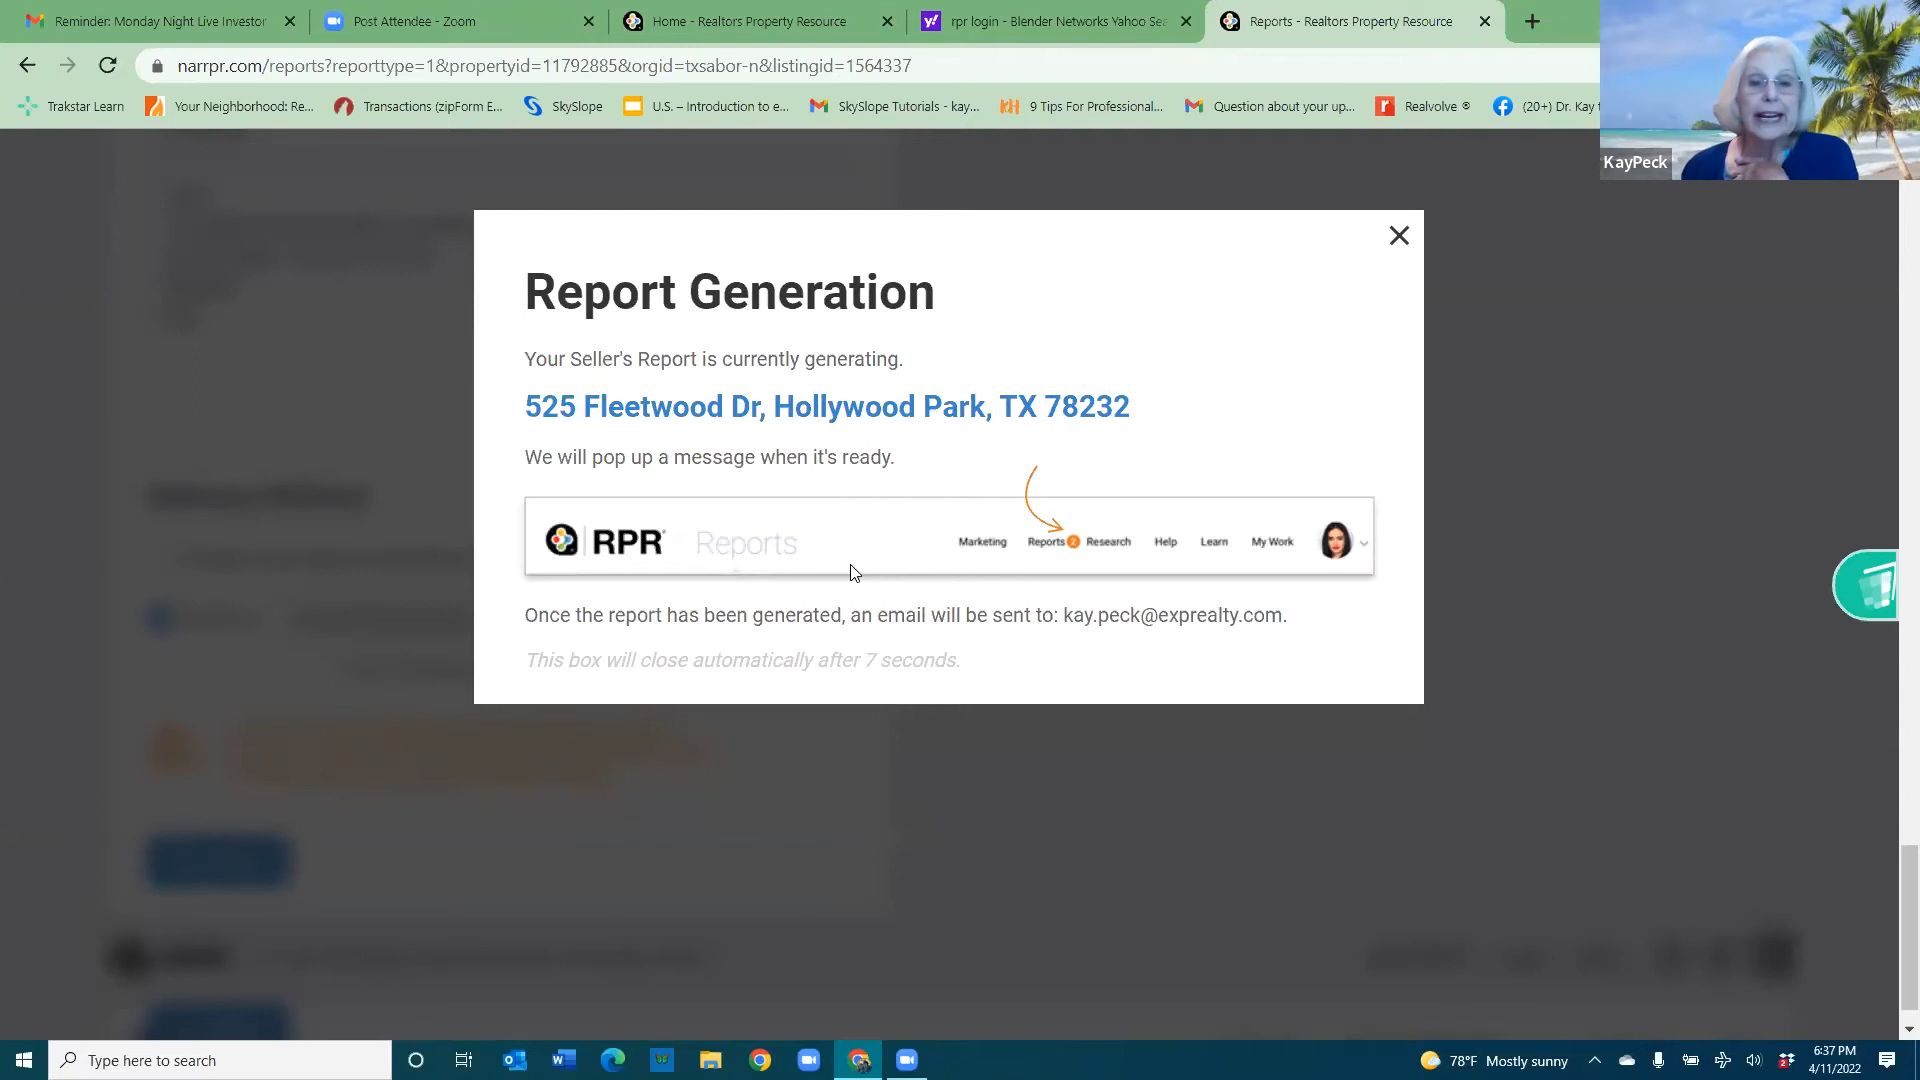 Reminder: Monday Night Live Investor
Post Attendee - Zoom
Home - Realtors Property Resource
rpr login - Blender Networks Yahoo Sea
Reports - Realtors Property Resource
narrpr.com/reports?reporttype=1&propertyid=11792885&orgid=txsabor-n&listingid=1564337
Trakstar Learn
Your Neighborhood: Re...
Transactions (zipForm E...
SkySlope
U.S. – Introduction to e...
SkySlope Tutorials - kay...
9 Tips For Professional...
Question about your up...
Realvolve ®
(20+) Dr. Kay
KayPeck
Report Generation
Your Seller's Report is currently generating.
525 Fleetwood Dr, Hollywood Park, TX 78232
We will pop up a message when it's ready.
RPR Reports
Marketing Reports 2 Research Help Learn My Work
Once the report has been generated, an email will be sent to: kay.peck@exprealty.com.
This box will close automatically after 7 seconds.
Type here to search
78°F Mostly sunny
6:37 PM
4/11/2022